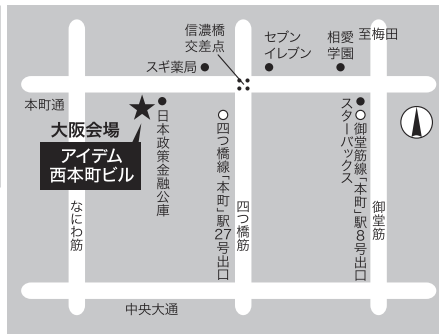 信濃橋
交差点
セブン
イレブン
相愛
学園
至梅田
スギ薬局
本町通
大阪会場
アイデム
西本町ビル
日本政策金融公庫
四つ橋線「本町」駅27号出口
スターバックス
御堂筋線「本町」駅8号出口
なにわ筋
四つ橋筋
御堂筋
中央大通